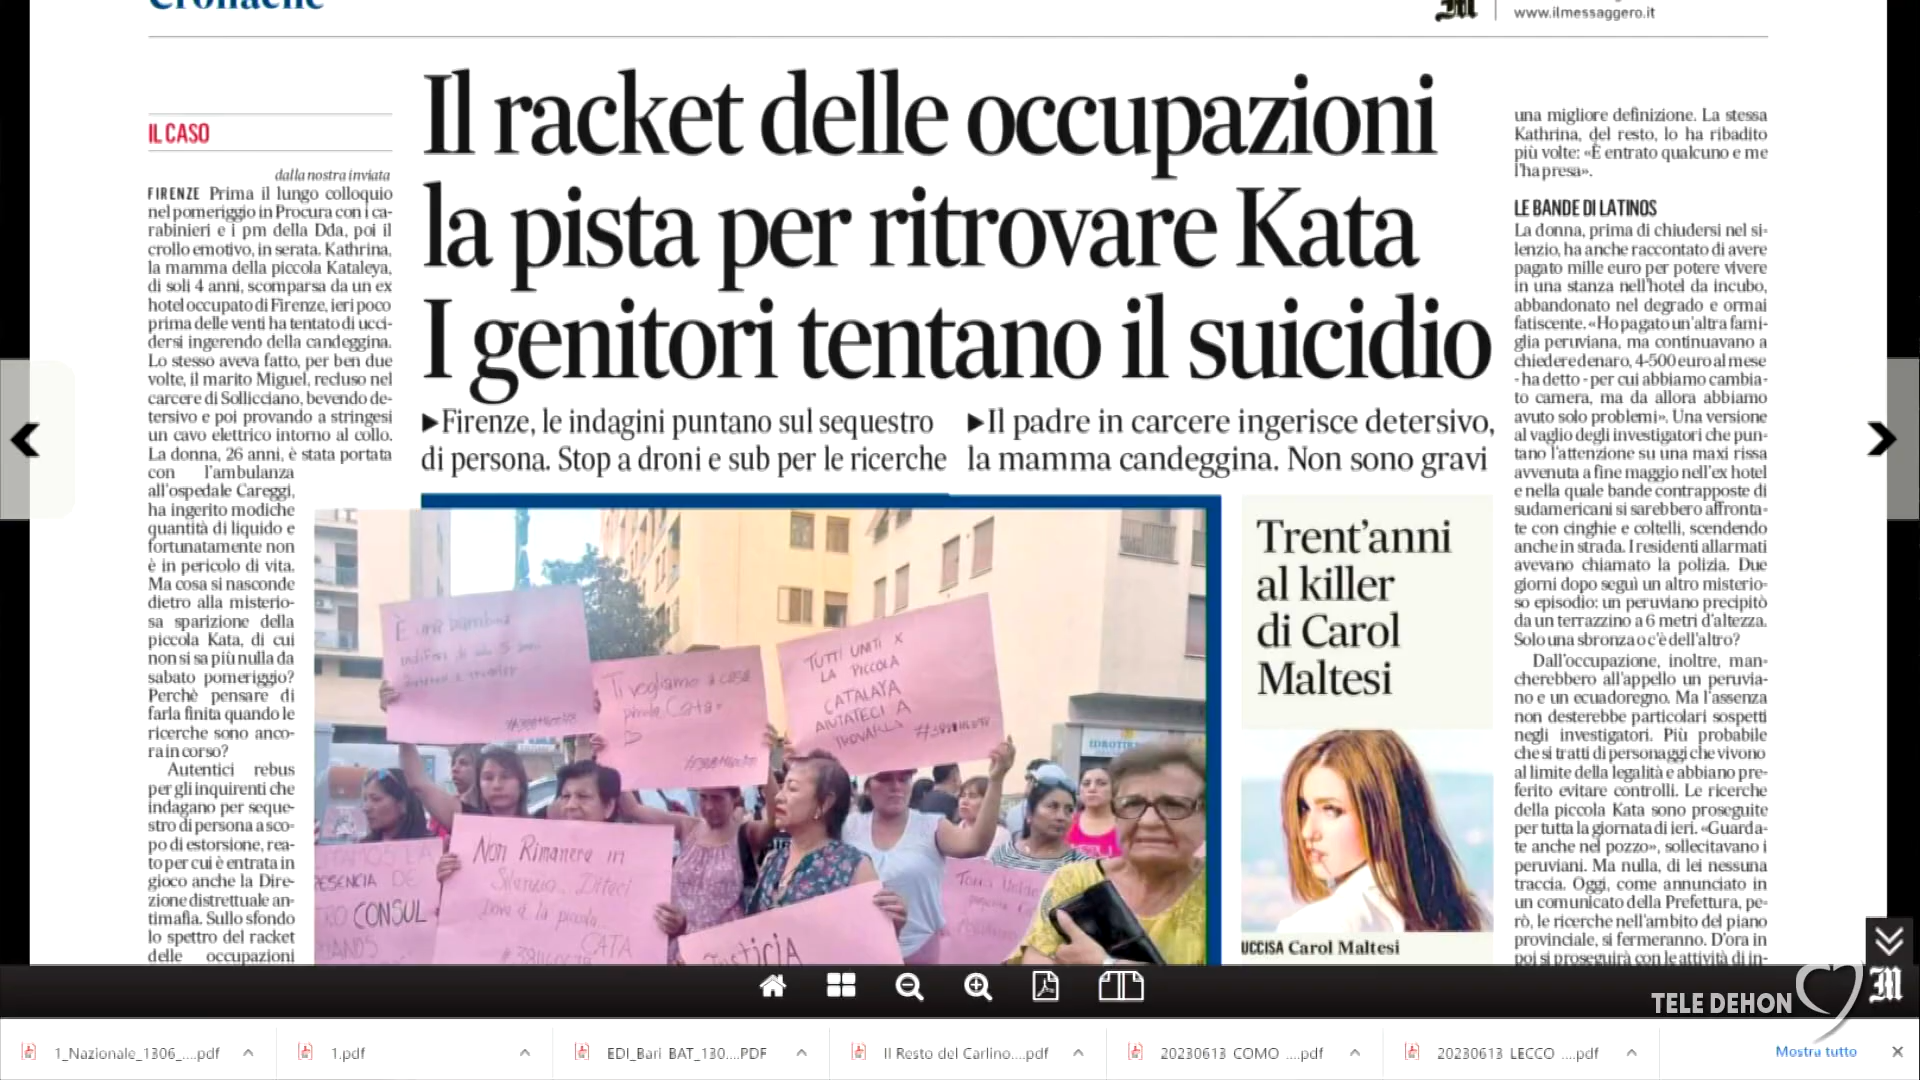 Cronache
www.ilmessaggero.it
IL CASO
dalla nostra inviata
FIRENZE Prima il lungo colloquio
nel pomeriggio in Procura con i ca-
rabinieri e i pm della Dda, poi il
crollo emotivo, in serata. Kathrina,
la mamma della piccola Kataleya,
di soli 4 anni, scomparsa da un ex
hotel occupato di Firenze, ieri poco
prima delle venti ha tentato di ucci-
dersi ingerendo della candeggina.
Lo stesso aveva fatto, per ben due
volte, il marito Miguel, recluso nel
carcere di Sollicciano, bevendo de-
tersivo e poi provando a stringesi
un cavo elettrico intorno al collo.
La donna, 26 anni, è stata portata
con l'ambulanza
all'ospedale Careggi,
ha ingerito modiche
quantità di liquido e
fortunatamente non
è in pericolo di vita.
Ma cosa si nasconde
dietro alla misterio-
sa sparizione della
piccola Kata, di cui
non si sa più nulla da
sabato pomeriggio?
Perchè pensare di
farla finita quando le
ricerche sono anco-
ra in corso?
Autentici rebus
per gli inquirenti che
indagano per seque-
stro di persona a sco-
po di estorsione, rea-
to per cui è entrata in
gioco anche la Dire-
zione distrettuale an-
timafia. Sullo sfondo
lo spettro del racket
delle occupazioni
Il racket delle occupazioni
la pista per ritrovare Kata
I genitori tentano il suicidio
►Firenze, le indagini puntano sul sequestro
di persona. Stop a droni e sub per le ricerche
►Il padre in carcere ingerisce detersivo,
la mamma candeggina. Non sono gravi
È una bambina
indifesa di solo 5 anni
Ti vogliamo a casa
piccola Cata
TUTTI UNITI X
LA PICCOLA
CATALAYA
AIUTATECI A
TROVARLA
Non Rimanere in
Silenzio.. Diteci
Dove è la piccola..
CATA
CONSUL
Justicia
Trent'anni
al killer
di Carol
Maltesi
UCCISA Carol Maltesi
una migliore definizione. La stessa
Kathrina, del resto, lo ha ribadito
più volte: «È entrato qualcuno e me
l'ha presa».
LE BANDE DI LATINOS
La donna, prima di chiudersi nel si-
lenzio, ha anche raccontato di avere
pagato mille euro per potere vivere
in una stanza nell'hotel da incubo,
abbandonato nel degrado e ormai
fatiscente. «Ho pagato un'altra fami-
glia peruviana, ma continuavano a
chiedere denaro, 4-500 euro al mese
- ha detto - per cui abbiamo cambia-
to camera, ma da allora abbiamo
avuto solo problemi». Una versione
al vaglio degli investigatori che pun-
tano l'attenzione su una maxi rissa
avvenuta a fine maggio nell'ex hotel
e nella quale bande contrapposte di
sudamericani si sarebbero affronta-
te con cinghie e coltelli, scendendo
anche in strada. I residenti allarmati
avevano chiamato la polizia. Due
giorni dopo seguì un altro misterio-
so episodio: un peruviano precipitò
da un terrazzino a 6 metri d'altezza.
Solo una sbronza o c'è dell'altro?
Dall'occupazione, inoltre, man-
cherebbero all'appello un peruvia-
no e un ecuadoregno. Ma l'assenza
non desterebbe particolari sospetti
negli investigatori. Più probabile
che si tratti di personaggi che vivono
al limite della legalità e abbiano pre-
ferito evitare controlli. Le ricerche
della piccola Kata sono proseguite
per tutta la giornata di ieri. «Guarda-
te anche nel pozzo», sollecitavano i
peruviani. Ma nulla, di lei nessuna
traccia. Oggi, come annunciato in
un comunicato della Prefettura, pe-
rò, le ricerche nell'ambito del piano
provinciale, si fermeranno. D'ora in
poi si proseguirà con le attività di in-
TELE DEHON
1_Nazionale_1306_....pdf
1.pdf
EDI_Bari BAT_130....PDF
Il Resto del Carlino....pdf
20230613 COMO ....pdf
20230613 LECCO ....pdf
Mostra tutto